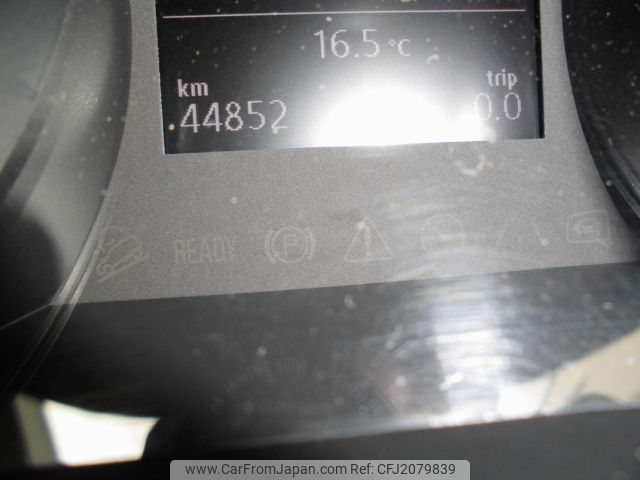 16.5 °C
km trip
44852 0.0
READY (P)
www.CarFromJapan.com | Ref: CFJ2079839